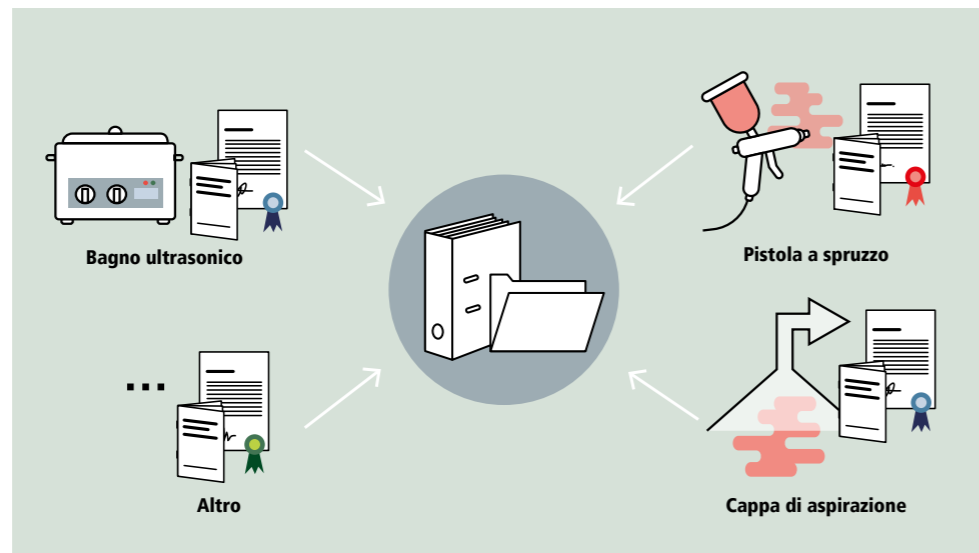 Bagno ultrasonico
Pistola a spruzzo
...
Altro
Cappa di aspirazione